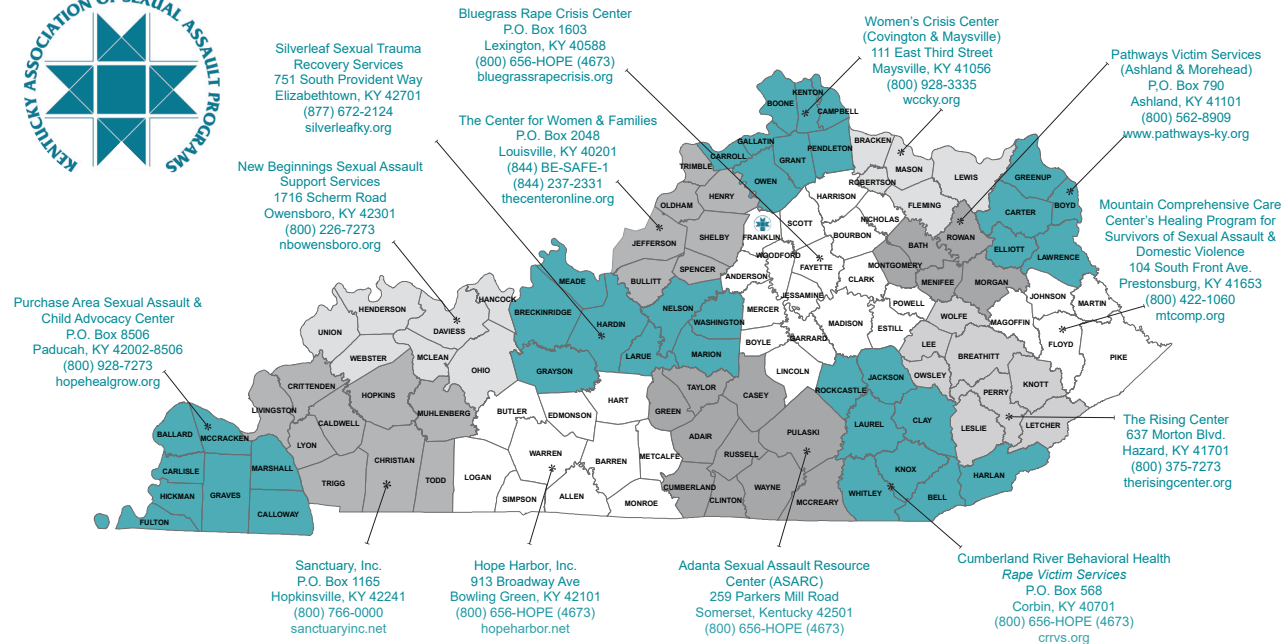 KENTUCKY ASSOCIATION OF SEXUAL ASSAULT PROGRAMS
Bluegrass Rape Crisis Center
P.O. Box 1603
Lexington, KY 40588
(800) 656-HOPE (4673)
bluegrassrapecrisis.org
Women's Crisis Center
(Covington & Maysville)
111 East Third Street
Maysville, KY 41056
(800) 928-3335
wccky.org
Silverleaf Sexual Trauma
Recovery Services
751 South Provident Way
Elizabethtown, KY 42701
(877) 672-2124
silverleafky.org
Pathways Victim Services
(Ashland & Morehead)
P,O. Box 790
Ashland, KY 41101
(800) 562-8909
www.pathways-ky.org
The Center for Women & Families
P.O. Box 2048
Louisville, KY 40201
(844) BE-SAFE-1
(844) 237-2331
thecenteronline.org
New Beginnings Sexual Assault
Support Services
1716 Scherm Road
Owensboro, KY 42301
(800) 226-7273
nbowensboro.org
Mountain Comprehensive Care
Center's Healing Program for
Survivors of Sexual Assault &
Domestic Violence
104 South Front Ave.
Prestonsburg, KY 41653
(800) 422-1060
mtcomp.org
Purchase Area Sexual Assault &
Child Advocacy Center
P.O. Box 8506
Paducah, KY 42002-8506
(800) 928-7273
hopehealgrow.org
The Rising Center
637 Morton Blvd.
Hazard, KY 41701
(800) 375-7273
therisingcenter.org
Sanctuary, Inc.
P.O. Box 1165
Hopkinsville, KY 42241
(800) 766-0000
sanctuaryinc.net
Hope Harbor, Inc.
913 Broadway Ave
Bowling Green, KY 42101
(800) 656-HOPE (4673)
hopeharbor.net
Adanta Sexual Assault Resource
Center (ASARC)
259 Parkers Mill Road
Somerset, Kentucky 42501
(800) 656-HOPE (4673)
Cumberland River Behavioral Health
Rape Victim Services
P.O. Box 568
Corbin, KY 40701
(800) 656-HOPE (4673)
crrvs.org
KENTON
BOONE
CAMPBELL
GALLATIN
CARROLL
GRANT
PENDLETON
BRACKEN
MASON
LEWIS
GREENUP
TRIMBLE
OWEN
ROBERTSON
HENRY
HARRISON
FLEMING
CARTER
BOYD
OLDHAM
SCOTT
NICHOLAS
FRANKLIN
BOURBON
ROWAN
BATH
ELLIOTT
LAWRENCE
JEFFERSON
SHELBY
WOODFORD
FAYETTE
MONTGOMERY
SPENCER
ANDERSON
CLARK
MENIFEE
MORGAN
BULLITT
MEADE
JESSAMINE
JOHNSON
MARTIN
HANCOCK
BRECKINRIDGE
NELSON
MERCER
POWELL
HENDERSON
HARDIN
WASHINGTON
MADISON
WOLFE
MAGOFFIN
UNION
DAVIESS
ESTILL
GARRARD
BOYLE
LEE
FLOYD
WEBSTER
MCLEAN
LARUE
MARION
BREATHITT
PIKE
OHIO
GRAYSON
LINCOLN
JACKSON
OWSLEY
KNOTT
CRITTENDEN
HOPKINS
TAYLOR
CASEY
ROCKCASTLE
PERRY
HART
LIVINGSTON
MUHLENBERG
BUTLER
EDMONSON
GREEN
CALDWELL
LAUREL
CLAY
LESLIE
LETCHER
BALLARD
MCCRACKEN
LYON
ADAIR
PULASKI
RUSSELL
WARREN
BARREN
METCALFE
CHRISTIAN
CARLISLE
MARSHALL
KNOX
HARLAN
TRIGG
TODD
LOGAN
CUMBERLAND
WAYNE
HICKMAN
GRAVES
SIMPSON
ALLEN
MONROE
CLINTON
MCCREARY
WHITLEY
BELL
CALLOWAY
FULTON